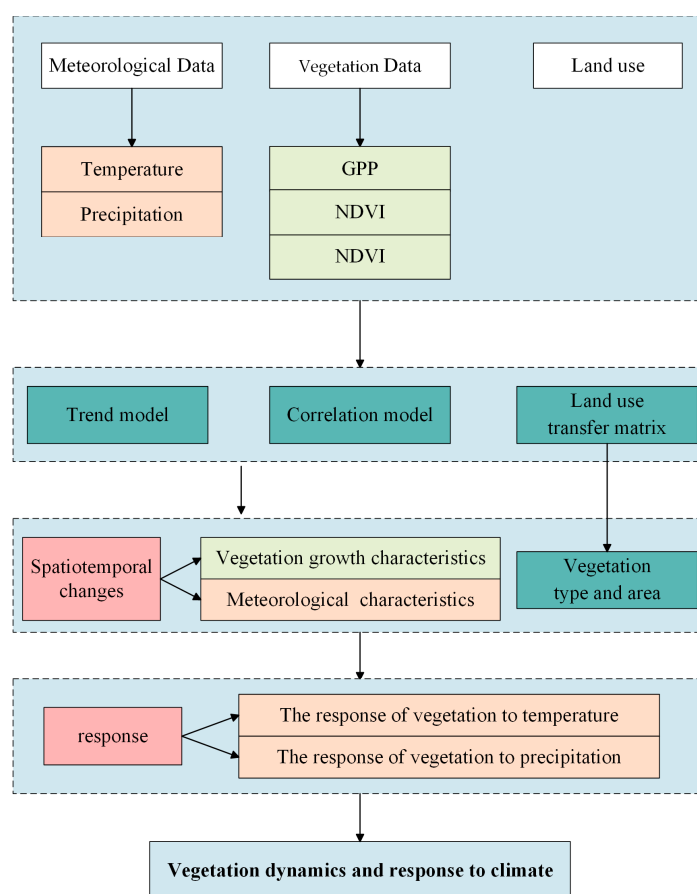 Meteorological Data
Vegetation Data
Land use
Temperature
Precipitation
GPP
NDVI
NDVI
Trend model
Correlation model
Land use
transfer matrix
Spatiotemporal
changes
Vegetation growth characteristics
Meteorological characteristics
Vegetation
type and area
response
The response of vegetation to temperature
The response of vegetation to precipitation
Vegetation dynamics and response to climate